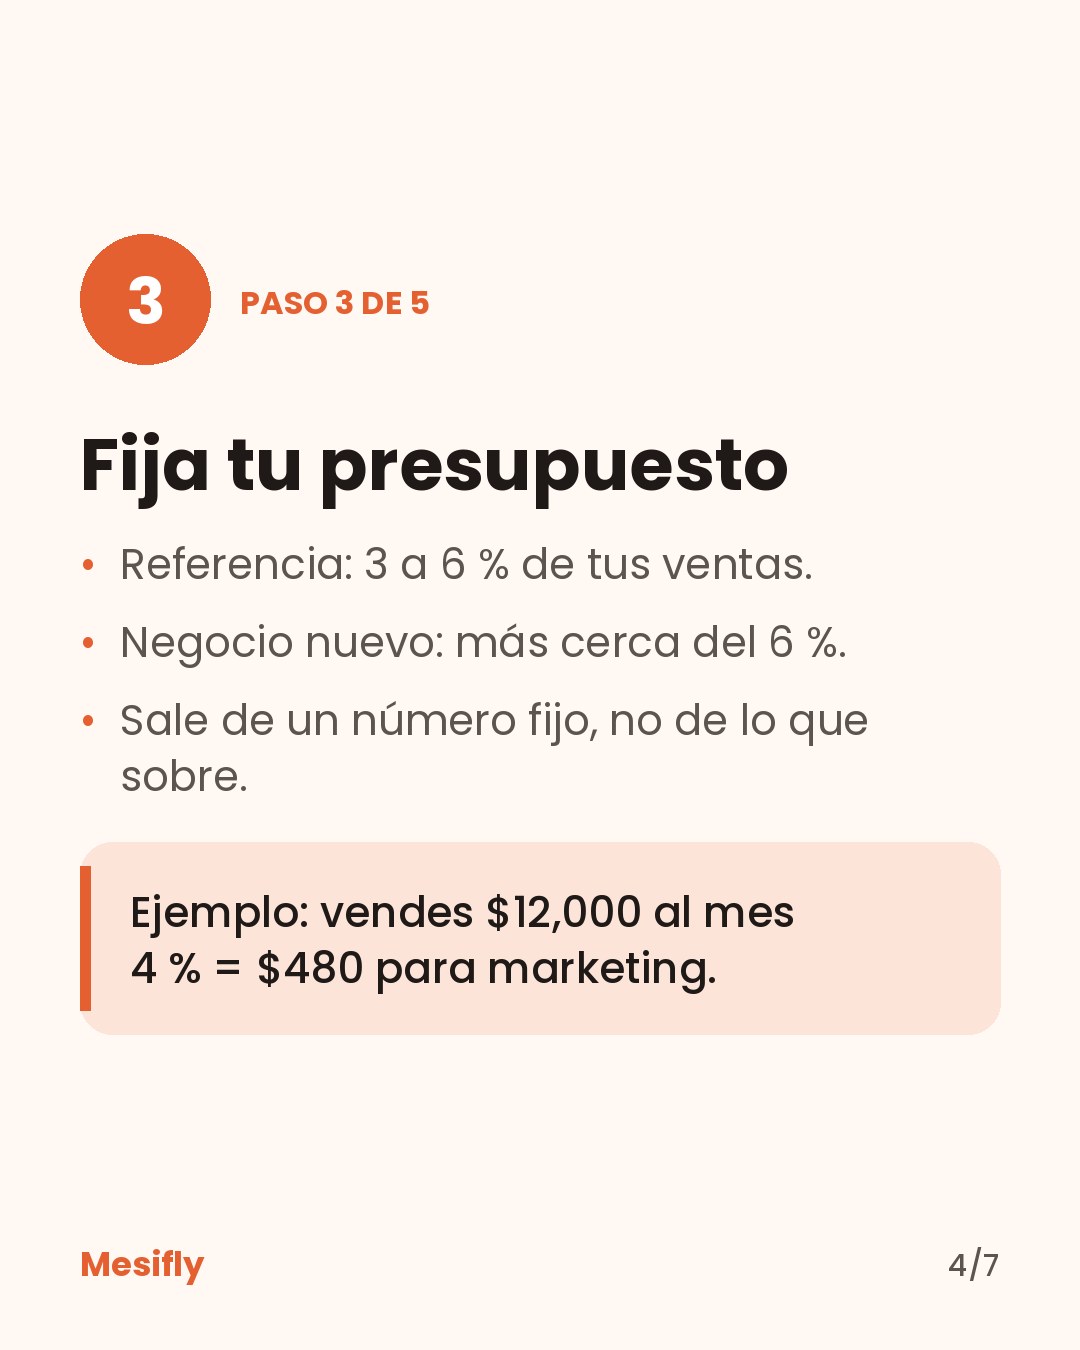 3
PASO 3 DE 5
Fija tu presupuesto
• Referencia: 3 a 6 % de tus ventas.
• Negocio nuevo: más cerca del 6 %.
• Sale de un número fijo, no de lo que
sobre.
Ejemplo: vendes $12,000 al mes
4 % = $480 para marketing.
Mesifly
4/7